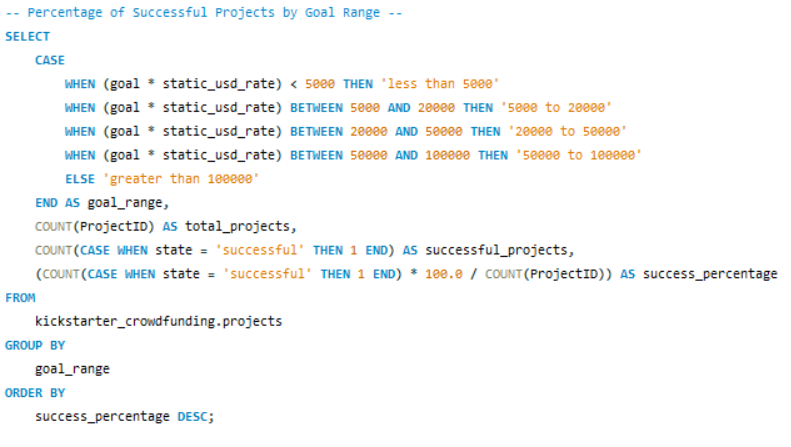 -- Percentage of Successful Projects by Goal Range --
SELECT
    CASE
        WHEN (goal * static_usd_rate) < 5000 THEN 'less than 5000'
        WHEN (goal * static_usd_rate) BETWEEN 5000 AND 20000 THEN '5000 to 20000'
        WHEN (goal * static_usd_rate) BETWEEN 20000 AND 50000 THEN '20000 to 50000'
        WHEN (goal * static_usd_rate) BETWEEN 50000 AND 100000 THEN '50000 to 100000'
        ELSE 'greater than 100000'
    END AS goal_range,
    COUNT(ProjectID) AS total_projects,
    COUNT(CASE WHEN state = 'successful' THEN 1 END) AS successful_projects,
    (COUNT(CASE WHEN state = 'successful' THEN 1 END) * 100.0 / COUNT(ProjectID)) AS success_percentage
FROM
    kickstarter_crowdfunding.projects
GROUP BY
    goal_range
ORDER BY
    success_percentage DESC;